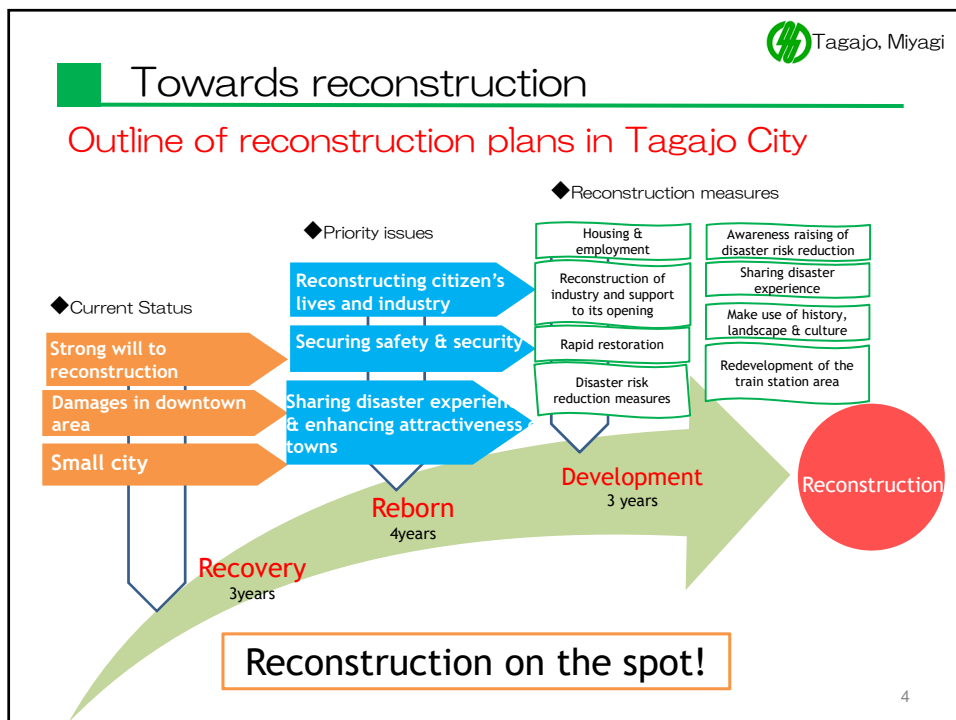 Tagajo, Miyagi
Towards reconstruction
Outline of reconstruction plans in Tagajo City
◆Current Status
Strong will to
reconstruction
Damages in downtown
area
Small city
◆Priority issues
Reconstructing citizen's
lives and industry
Securing safety & security
Sharing disaster experien
& enhancing attractiveness
towns
◆Reconstruction measures
Housing &
employment
Reconstruction of
industry and support
to its opening
Rapid restoration
Disaster risk
reduction measures
Awareness raising of
disaster risk reduction
Sharing disaster
experience
Make use of history,
landscape & culture
Redevelopment of the
train station area
Recovery
3years
Reborn
4years
Development
3 years
Reconstruction
Reconstruction on the spot!
4